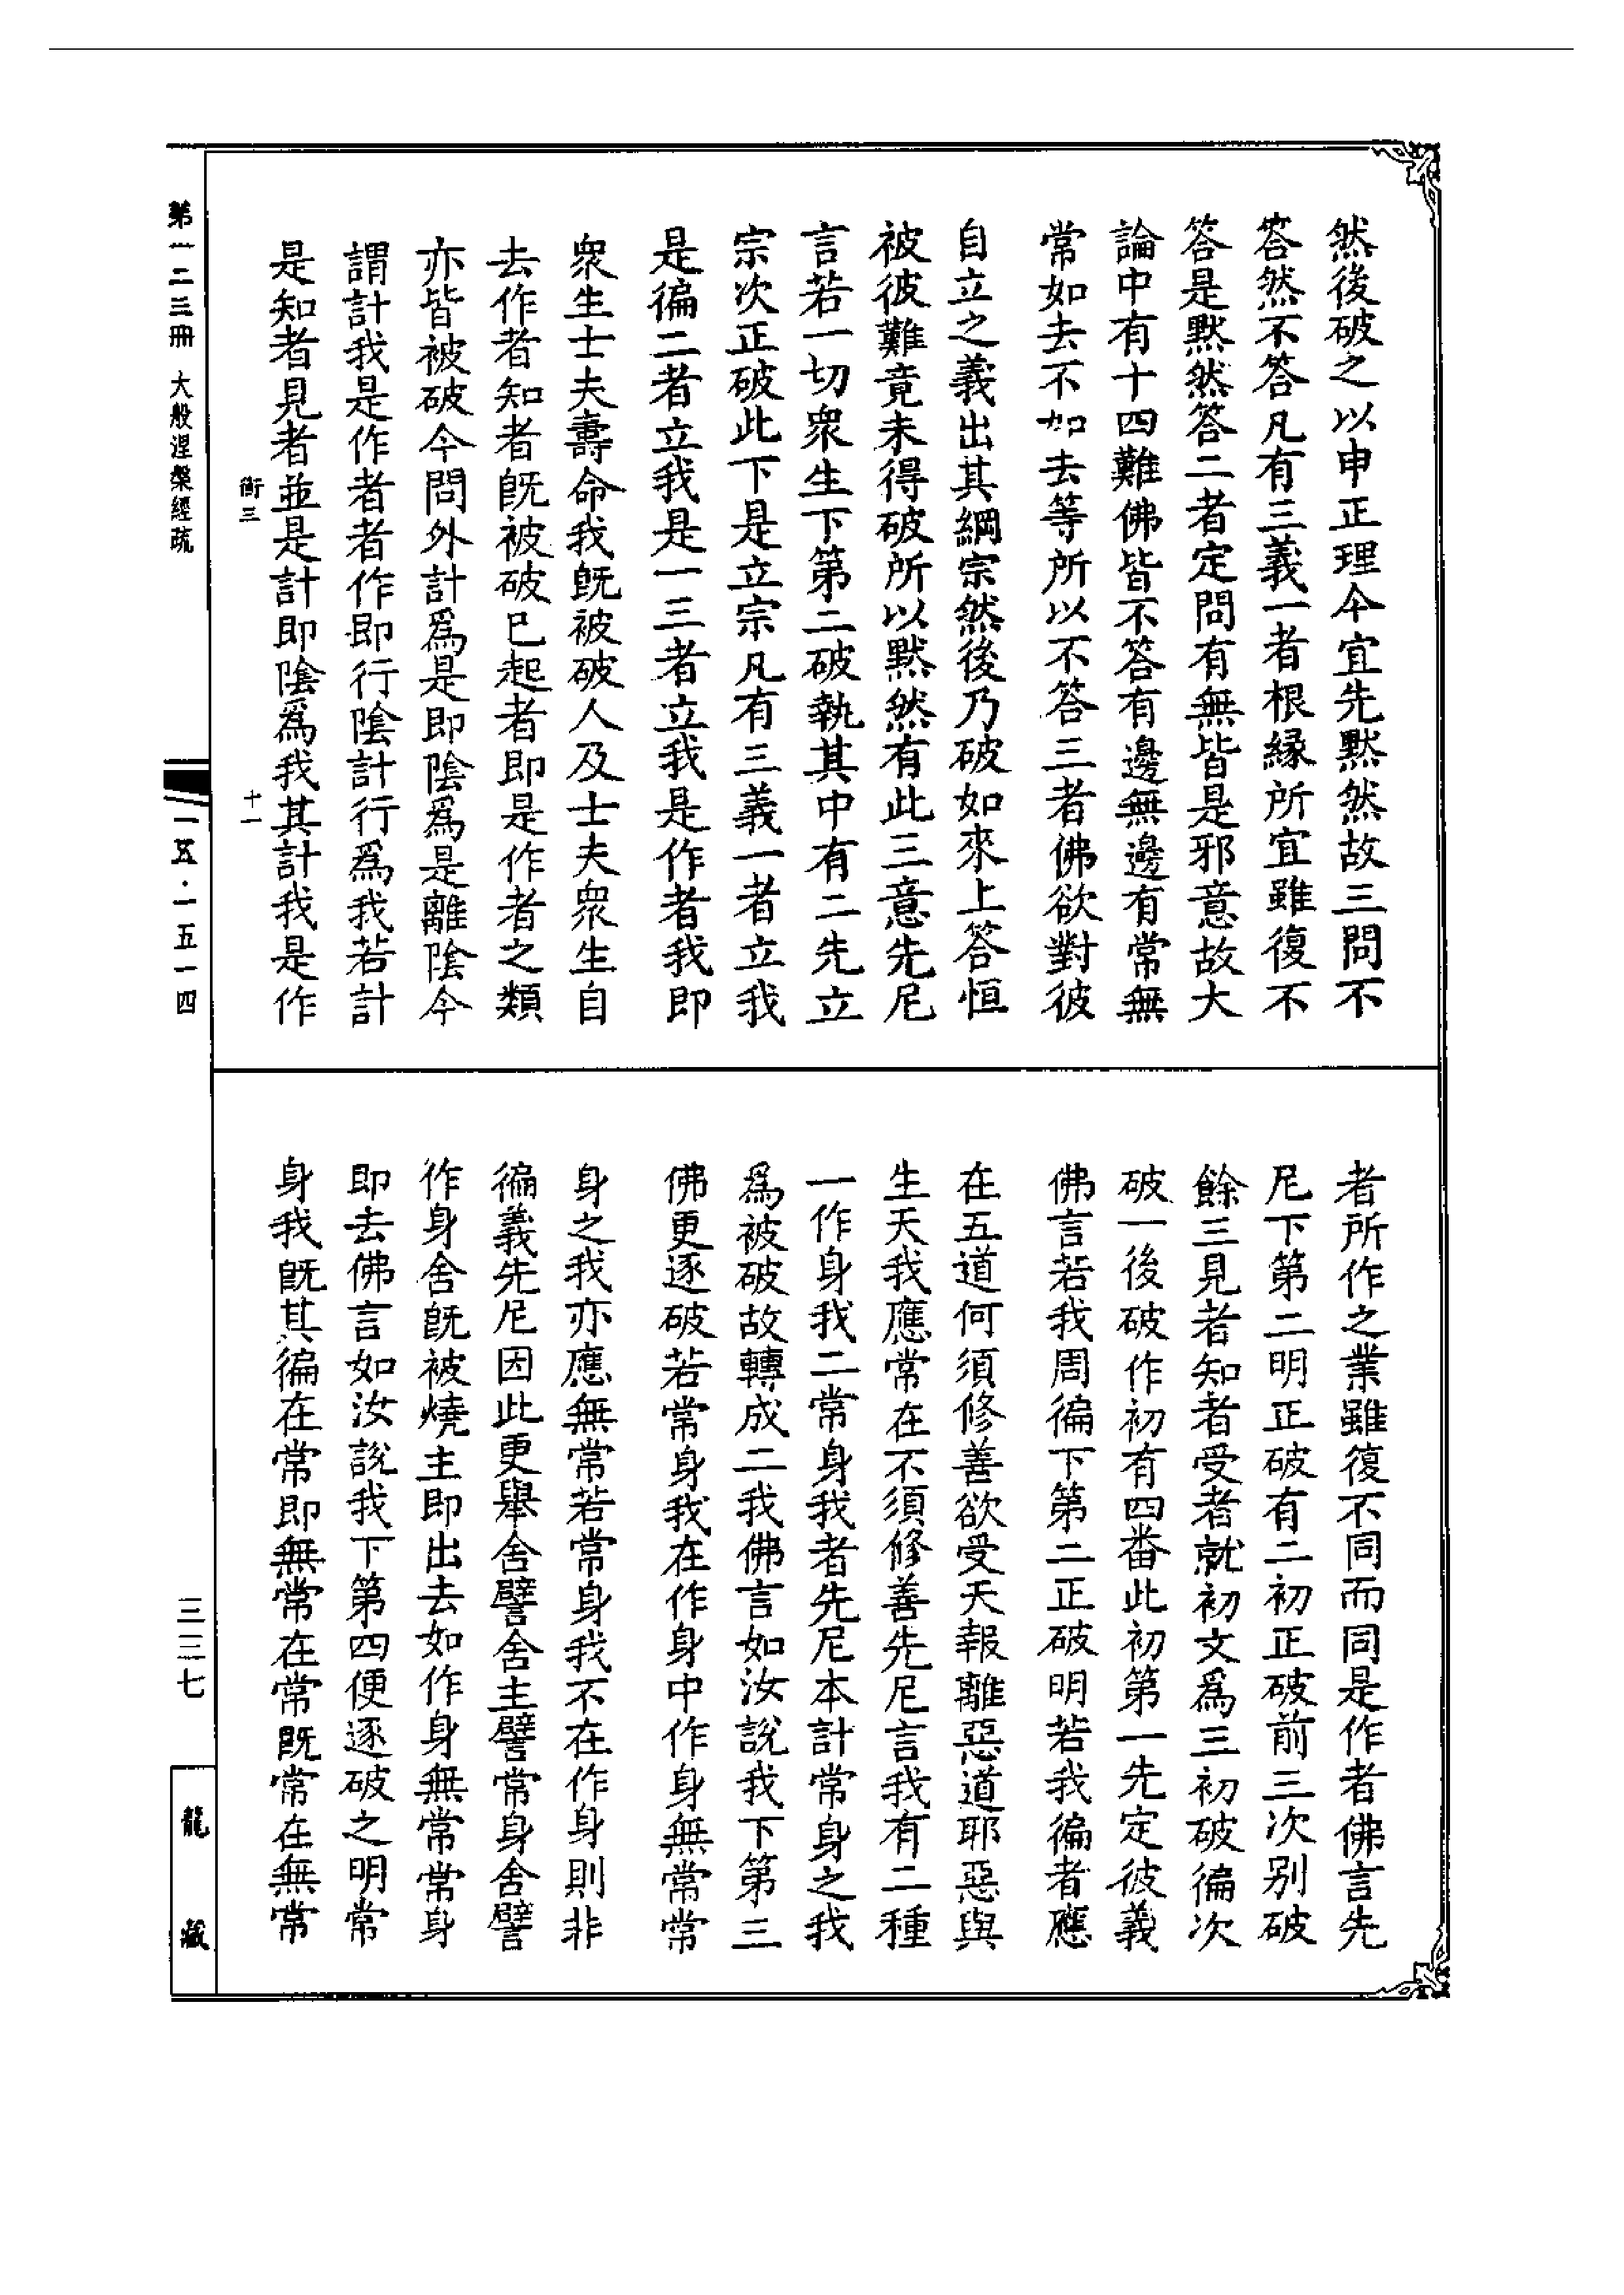 然後破之以申正理今宜先默然故三問不
答然不答凡有三義一者根緣所宜雖復不
答是默然答二者定問有無皆是邪意故大
論中有十四難佛皆不答有邊無邊有常無
常如去不如去等所以不答三者佛欲對彼
自立之義出其綱宗然後乃破如來上答恒
被彼難竟未得破所以默然有此三意先尼
言若一切眾生下第二破執其中有二先立
宗次正破此下是立宗凡有三義一者立我
是徧二者立我是一三者立我是作者我即
眾生士夫壽命我既被破人及士夫眾生自
去作者知者既被破已起者即是作者之類
亦皆被破今問外計為是即陰為是離陰今
謂計我是作者者作即行陰計行為我若計
是知者見者並是計即陰為我其計我是作
者所作之業雖復不同而同是作者佛言先
尼下第二明正破有二初正破前三次别破
餘三見者知者受者就初文為三初破徧次
破一後破作初有四番此初第一先定彼義
佛言若我周徧下第二正破明若我徧者應
在五道何須修善欲受天報離惡道耶惡與
生天我應常在不須修善先尼言我有二種
一作身我二常身我者先尼本計常身之我
為被破故轉成二我佛言如汝說我下第三
佛更逐破若常身我在作身中作身無常常
身之我亦應無常若常身我不在作身則非
徧義先尼因此更舉舍譬舍主譬常身舍譬
作身舍既被燒主即出去如作身無常常身
即去佛言如汝說我下第四便逐破之明常
身我既其徧在常即無常在常既常在無常
衡三
十一
第一二三冊 大般涅槃經疏
一五·一五一四
三三七
龍藏